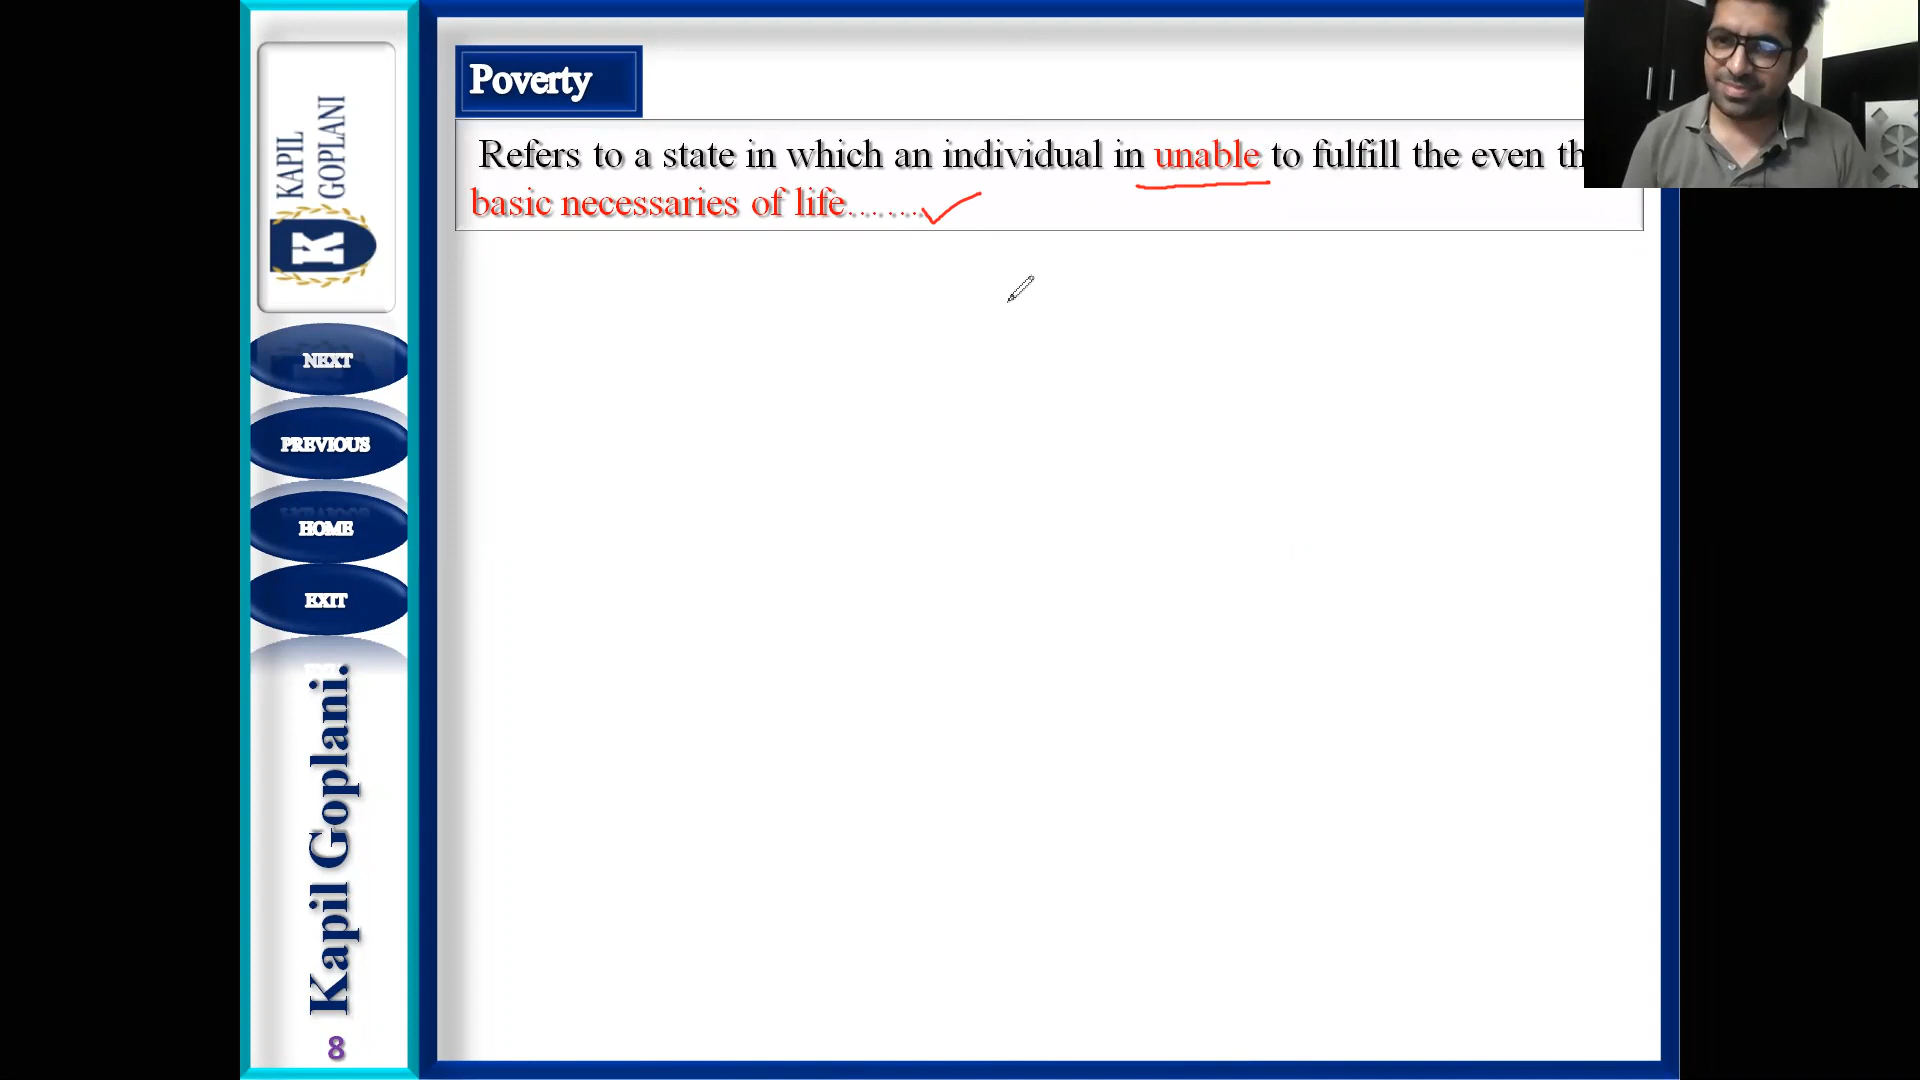 KAPIL
GOPLANI
K
NEXT
PREVIOUS
HOME
EXIT
Kapil Goplani.
8
Poverty
Refers to a state in which an individual in unable to fulfill the even
basic necessaries of life.......